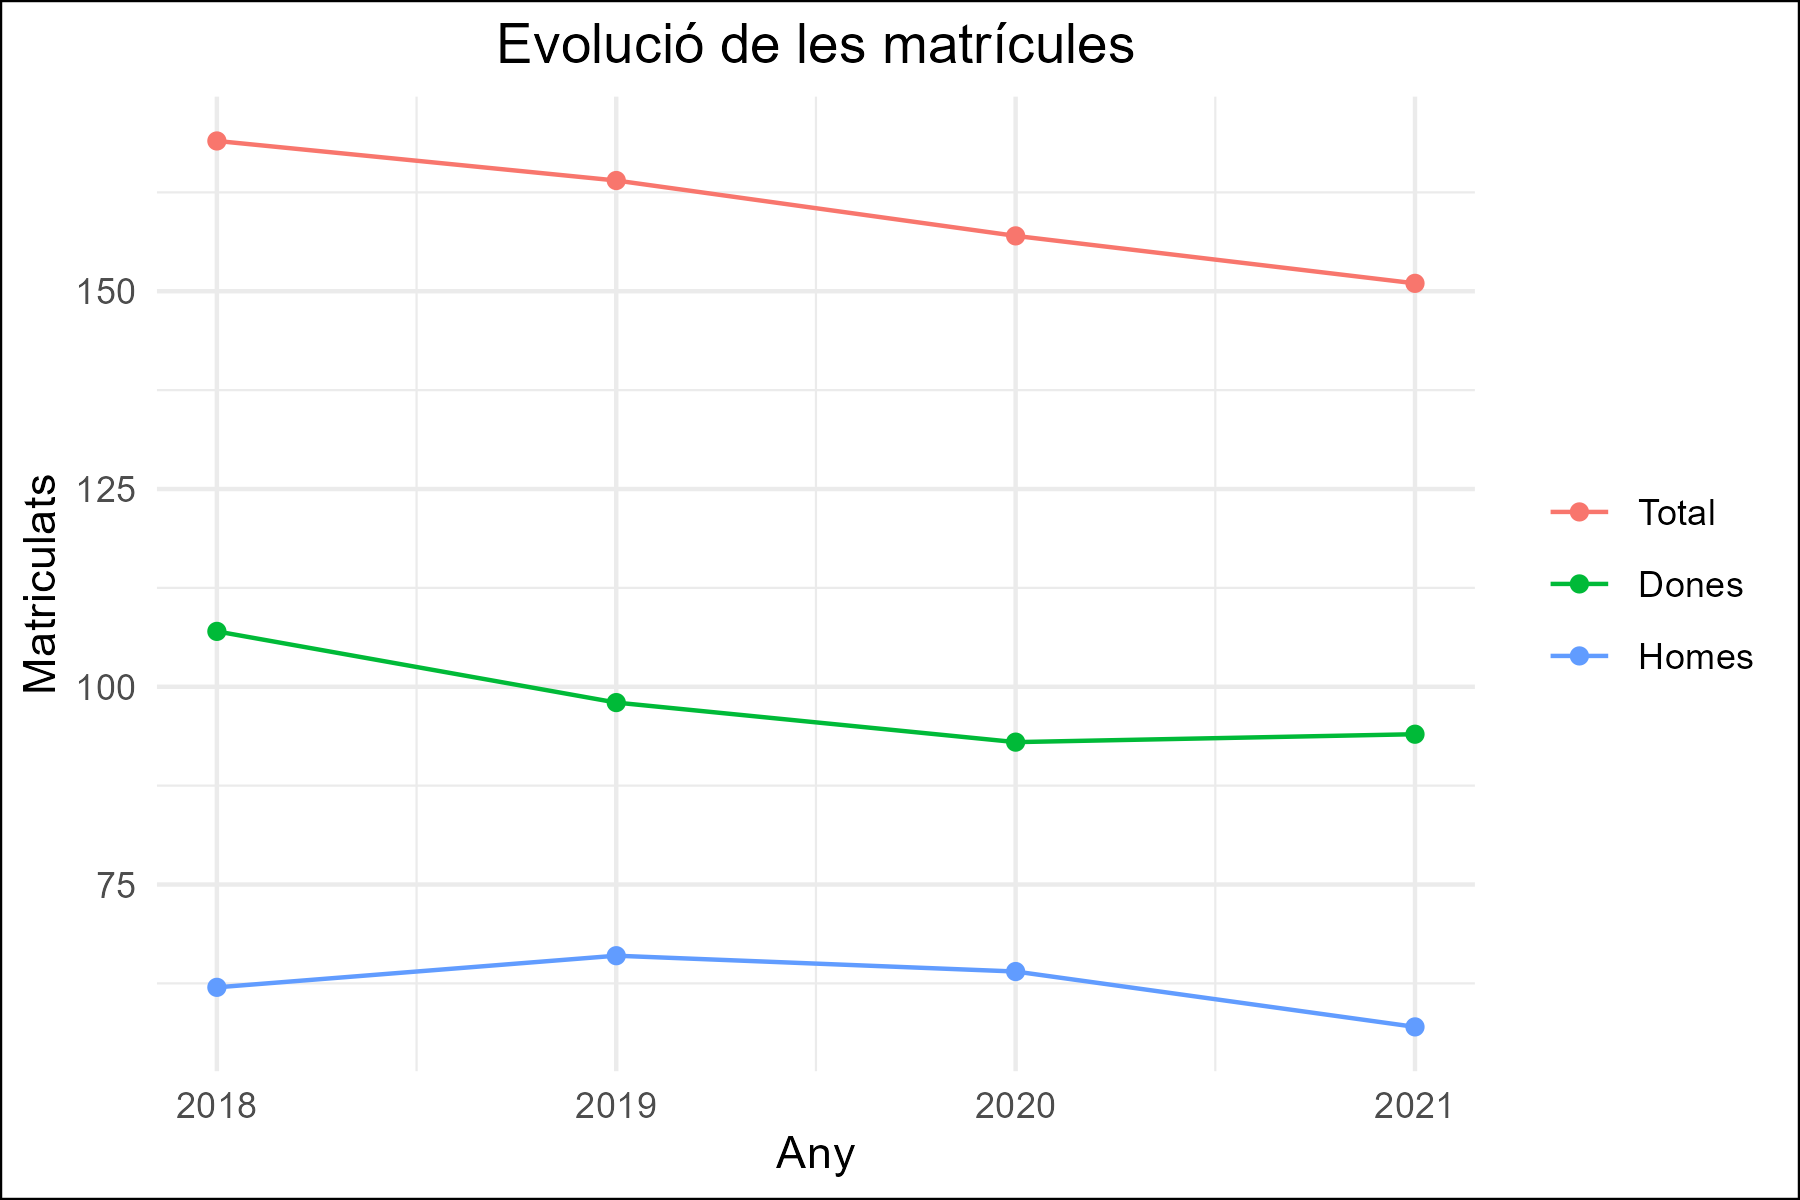 Evolució de les matrícules
Matriculats
150
125
100
75
2018 2019 2020 2021
Any
Total
Dones
Homes